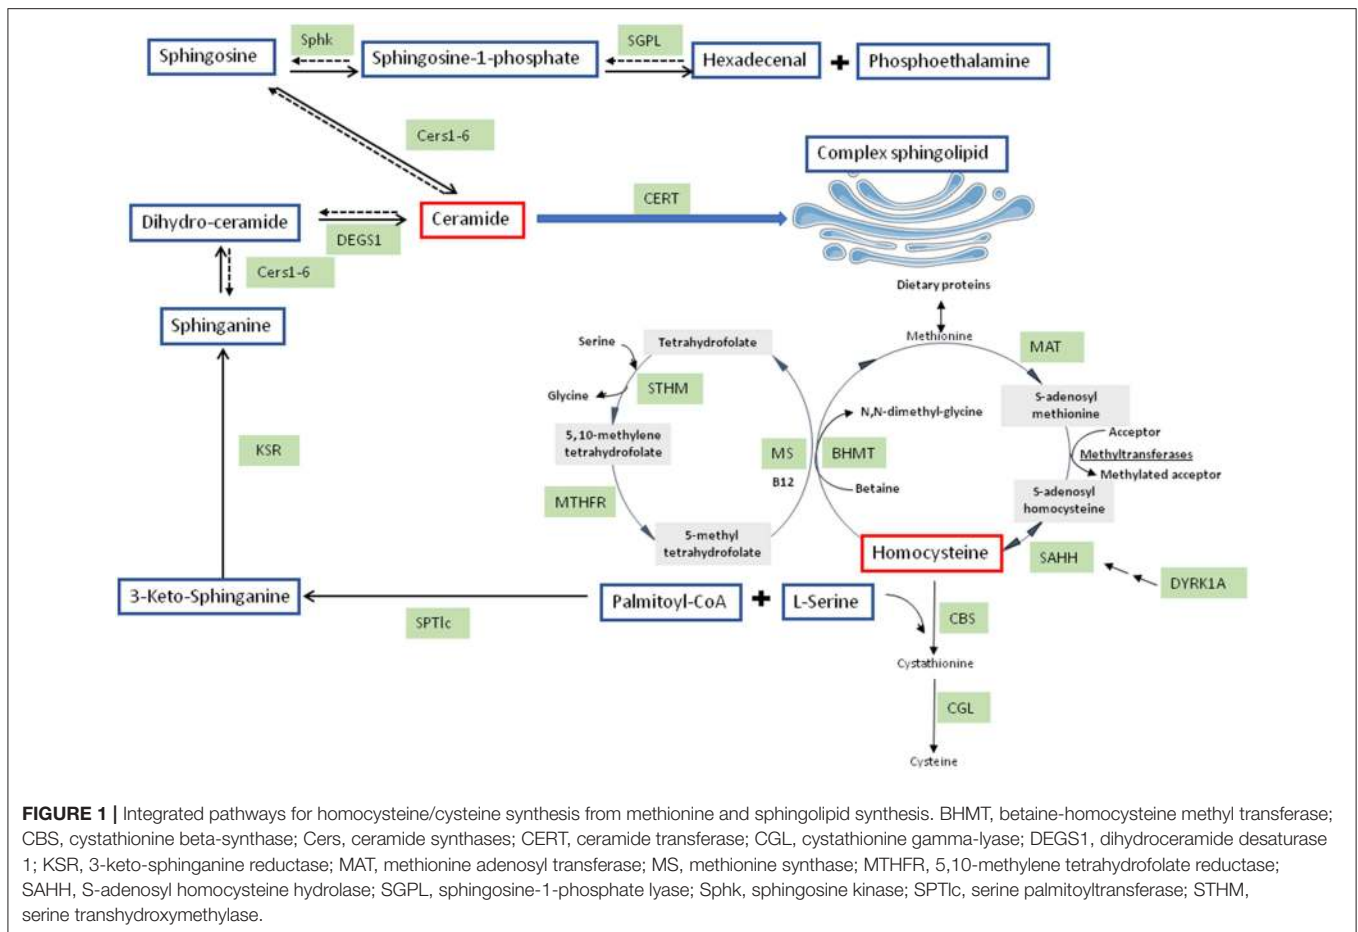 Sphk
SGPL
Sphingosine
Sphingosine-1-phosphate
Hexadecenal
+
Phosphoethalamine
Cers1-6
Complex sphingolipid
CERT
Dihydro-ceramide
Ceramide
DEGS1
Cers1-6
Dietary proteins
Sphinganine
Serine
Tetrahydrofolate
Methionine
MAT
STHM
Glycine
S-adenosyl
methionine
N,N-dimethyl-glycine
5,10-methylene
tetrahydrofolate
Acceptor
KSR
MS
BHMT
Methyltransferases
B12
Betaine
Methylated acceptor
MTHFR
S-adenosyl
homocysteine
5-methyl
tetrahydrofolate
Homocysteine
SAHH
DYRK1A
3-Keto-Sphinganine
Palmitoyl-CoA
+
L-Serine
SPTlc
CBS
Cystathionine
CGL
Cysteine
FIGURE 1 | Integrated pathways for homocysteine/cysteine synthesis from methionine and sphingolipid synthesis. BHMT, betaine-homocysteine methyl transferase;
CBS, cystathionine beta-synthase; Cers, ceramide synthases; CERT, ceramide transferase; CGL, cystathionine gamma-lyase; DEGS1, dihydroceramide desaturase
1; KSR, 3-keto-sphinganine reductase; MAT, methionine adenosyl transferase; MS, methionine synthase; MTHFR, 5,10-methylene tetrahydrofolate reductase;
SAHH, S-adenosyl homocysteine hydrolase; SGPL, sphingosine-1-phosphate lyase; Sphk, sphingosine kinase; SPTlc, serine palmitoyltransferase; STHM,
serine transhydroxymethylase.